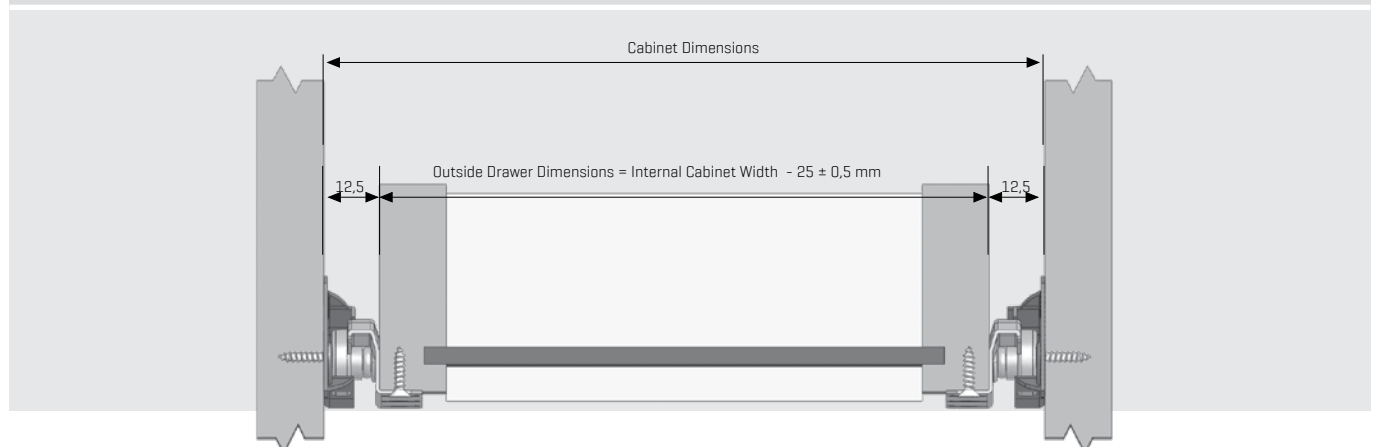 Cabinet Dimensions
Outside Drawer Dimensions = Internal Cabinet Width - 25 ± 0,5 mm
12,5
12,5